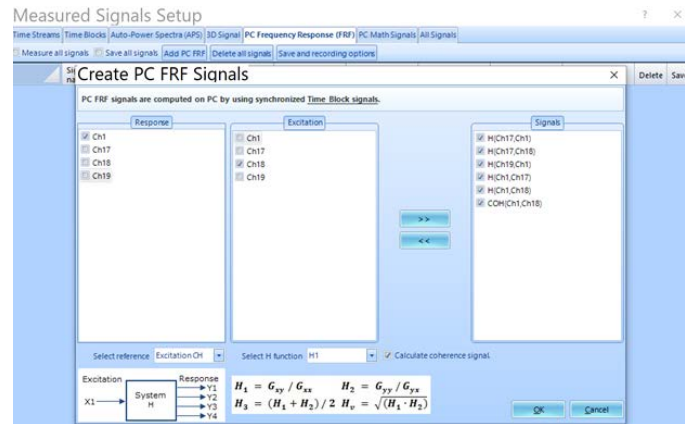 Measured Signals Setup
Time Streams Time Blocks Auto-Power Spectra (APS) 3D Signal PC Frequency Response (FRF) PC Math Signals All Signals
Measure all signals Save all signals Add PC FRF Delete all signals Save and recording options
Create PC FRF Signals
Delete
PC FRF signals are computed on PC by using synchronized Time Block signals.
Response Excitation Signals
Ch1 Ch1 H(Ch17,Ch1)
Ch17 Ch17 H(Ch17,Ch18)
Ch18 Ch18 H(Ch19,Ch1)
Ch19 Ch19 H(Ch1,Ch17)
H(Ch1,Ch18)
COH(Ch1,Ch18)
>>
<<
Select reference Excitation CH Select H function H1 Calculate coherence signal
Excitation Response
X1 System H Y1 Y2 Y3 Y4
H₁ = Gxy / Gxx H₂ = Gyy / Gyx
H₃ = (H₁ + H₂) / 2 Hᵥ = √(H₁ · H₂)
OK Cancel